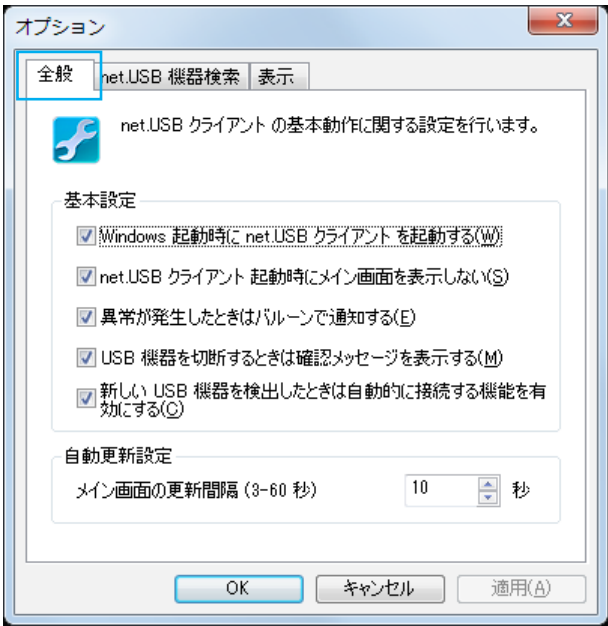 オプション
全般 net.USB 機器検索 表示
net.USB クライアント の基本動作に関する設定を行います。
基本設定
Windows 起動時に net.USB クライアント を起動する(W)
net.USB クライアント 起動時にメイン画面を表示しない(S)
異常が発生したときはバルーンで通知する(E)
USB 機器を切断するときは確認メッセージを表示する(M)
新しい USB 機器を検出したときは自動的に接続する機能を有
効にする(C)
自動更新設定
メイン画面の更新間隔 (3-60 秒) 10 秒
OK キャンセル 適用(A)